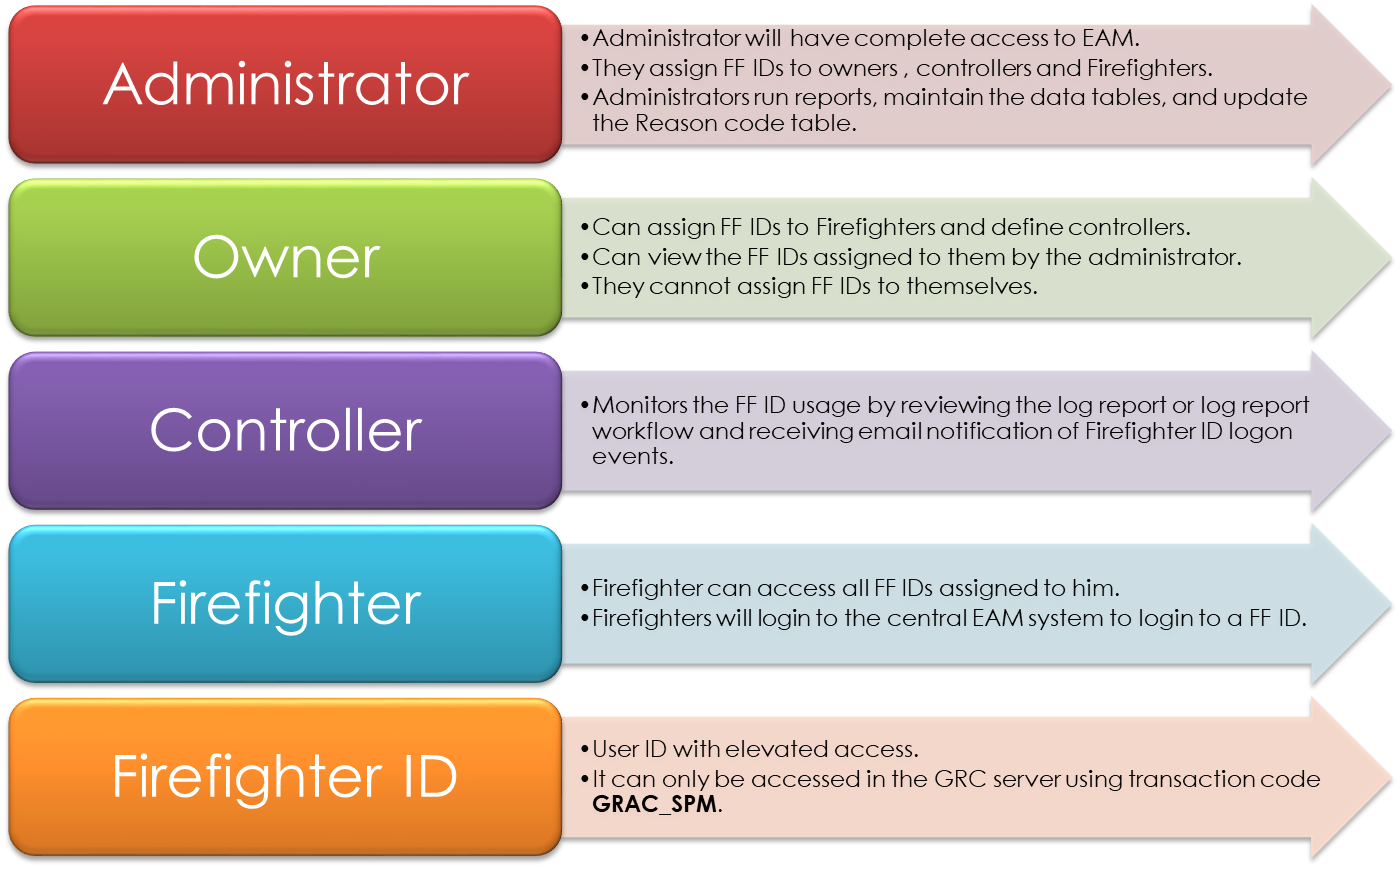 Administrator
•Administrator will have complete access to EAM.
•They assign FF IDs to owners , controllers and Firefighters.
•Administrators run reports, maintain the data tables, and update
the Reason code table.
Owner
•Can assign FF IDs to Firefighters and define controllers.
•Can view the FF IDs assigned to them by the administrator.
•They cannot assign FF IDs to themselves.
Controller
•Monitors the FF ID usage by reviewing the log report or log report
workflow and receiving email notification of Firefighter ID logon
events.
Firefighter
•Firefighter can access all FF IDs assigned to him.
•Firefighters will login to the central EAM system to login to a FF ID.
Firefighter ID
•User ID with elevated access.
•It can only be accessed in the GRC server using transaction code
GRAC_SPM.